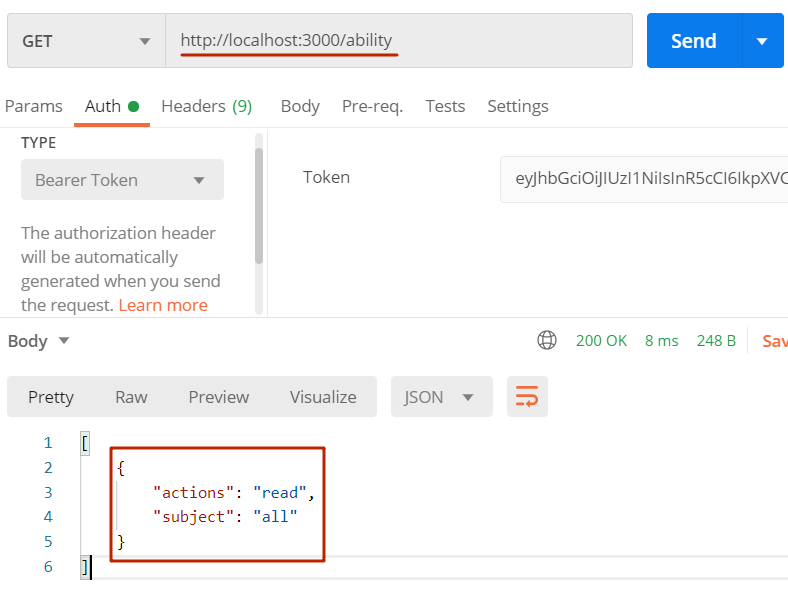 GET http://localhost:3000/ability Send
Params Auth Headers (9) Body Pre-req. Tests Settings
TYPE
Bearer Token
The authorization header
will be automatically
generated when you send
the request. Learn more
Token eyJhbGciOiJIUzI1NiIsInR5cCI6IkpXVC
Body 200 OK 8 ms 248 B Sav
Pretty Raw Preview Visualize JSON
1 [
2 {
3 "actions": "read",
4 "subject": "all"
5 }
6 ]